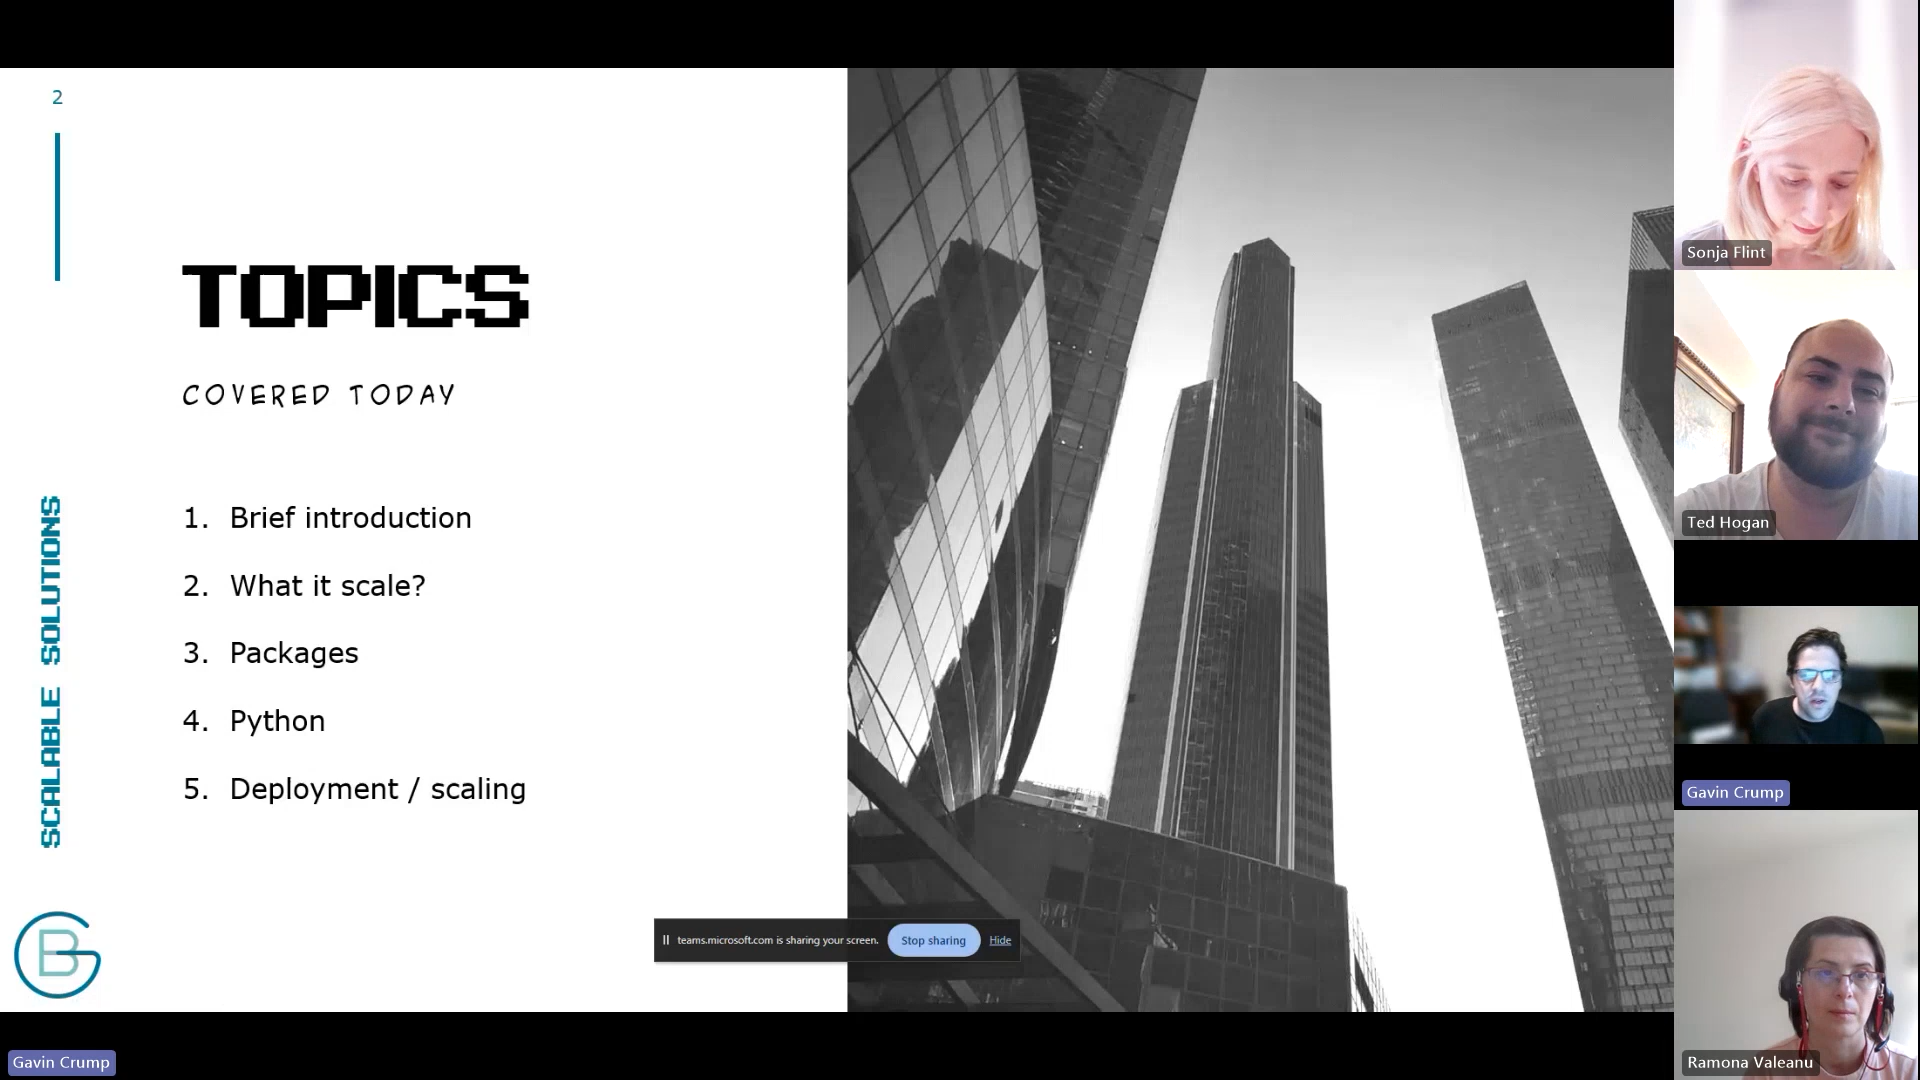 2
TOPICS
COVERED TODAY
1. Brief introduction
2. What it scale?
3. Packages
4. Python
5. Deployment / scaling
SCALABLE SOLUTIONS
GB
teams.microsoft.com is sharing your screen. Stop sharing Hide
Gavin Crump
Sonja Flint
Ted Hogan
Gavin Crump
Ramona Valeanu